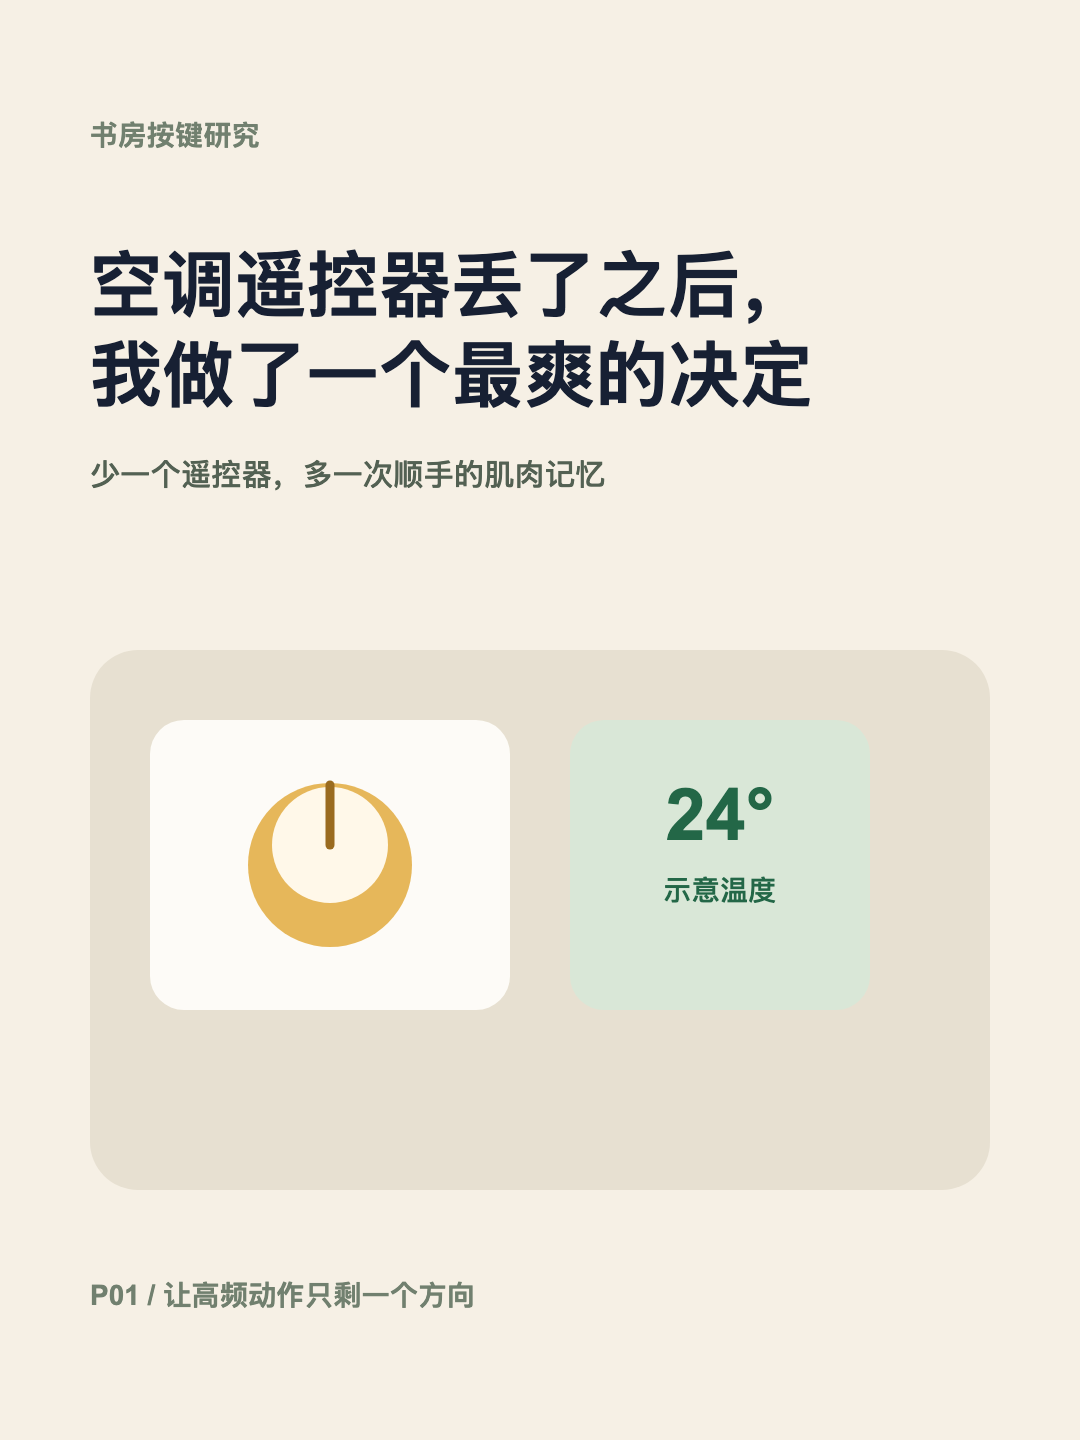 书房按键研究
空调遥控器丢了之后，
我做了一个最爽的决定
少一个遥控器，多一次顺手的肌肉记忆
24°
示意温度
P01 / 让高频动作只剩一个方向